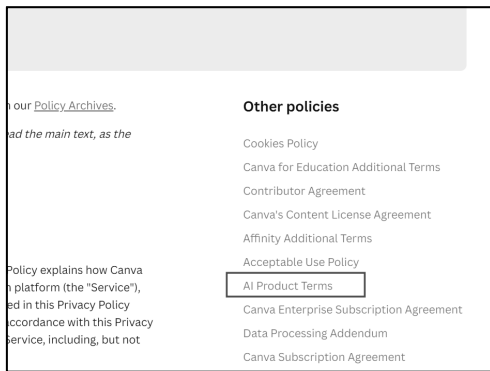 n our Policy Archives.
ead the main text, as the
Policy explains how Canva
n platform (the "Service"),
ed in this Privacy Policy
accordance with this Privacy
Service, including, but not
Other policies
Cookies Policy
Canva for Education Additional Terms
Contributor Agreement
Canva's Content License Agreement
Affinity Additional Terms
Acceptable Use Policy
AI Product Terms
Canva Enterprise Subscription Agreement
Data Processing Addendum
Canva Subscription Agreement